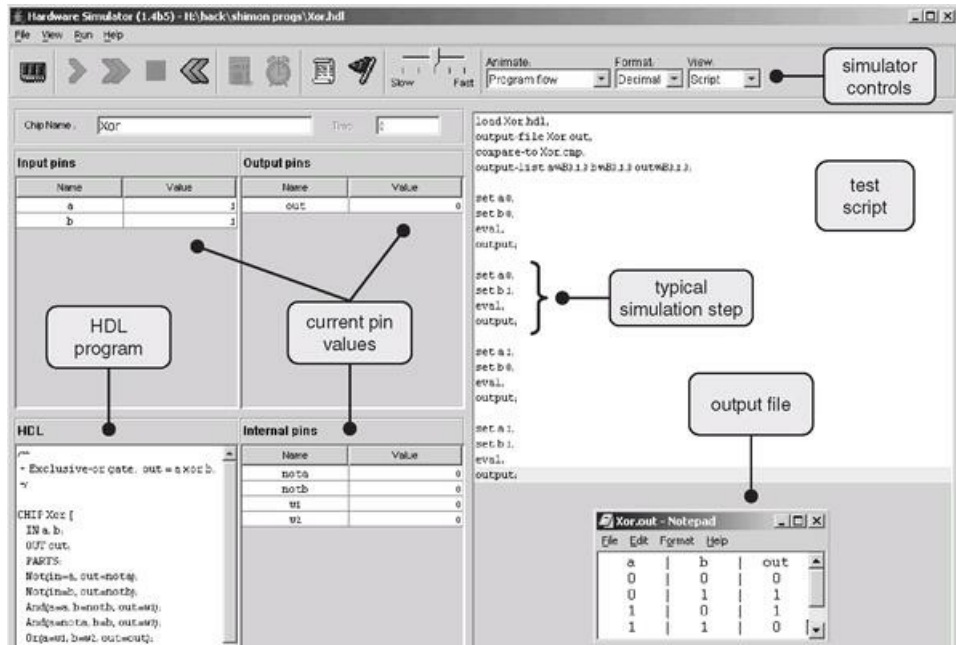 Hardware Simulator (1.4b5) - H:\hack\shimon progs\Xor.hdl
File View Run Help
Slow Fast
Animate:
Program flow
Format:
Decimal
View:
Script
simulator
controls
Chip Name :
Xor
Time :
0
Input pins
Name Value
a 1
b 1
Output pins
Name Value
out 0
HDL
program
current pin
values
HDL
/**
* Exclusive-or gate. out = a xor b.
*/
CHIP Xor {
IN a, b;
OUT out;
PARTS:
Not(in=a, out=nota);
Not(in=b, out=notb);
And(a=a, b=notb, out=w1);
And(a=nota, b=b, out=w2);
Or(a=w1, b=w2, out=out);
Internal pins
Name Value
nota 0
notb 0
w1 0
w2 0
load Xor.hdl,
output-file Xor.out,
compare-to Xor.cmp,
output-list a%B3.1.3 b%B3.1.3 out%B3.1.3;
set a 0,
set b 0,
eval,
output;
set a 0,
set b 1,
eval,
output;
set a 1,
set b 0,
eval,
output;
set a 1,
set b 1,
eval,
output;
test
script
typical
simulation step
output file
Xor.out - Notepad
File Edit Format Help
a | b | out
0 | 0 | 0
0 | 1 | 1
1 | 0 | 1
1 | 1 | 0